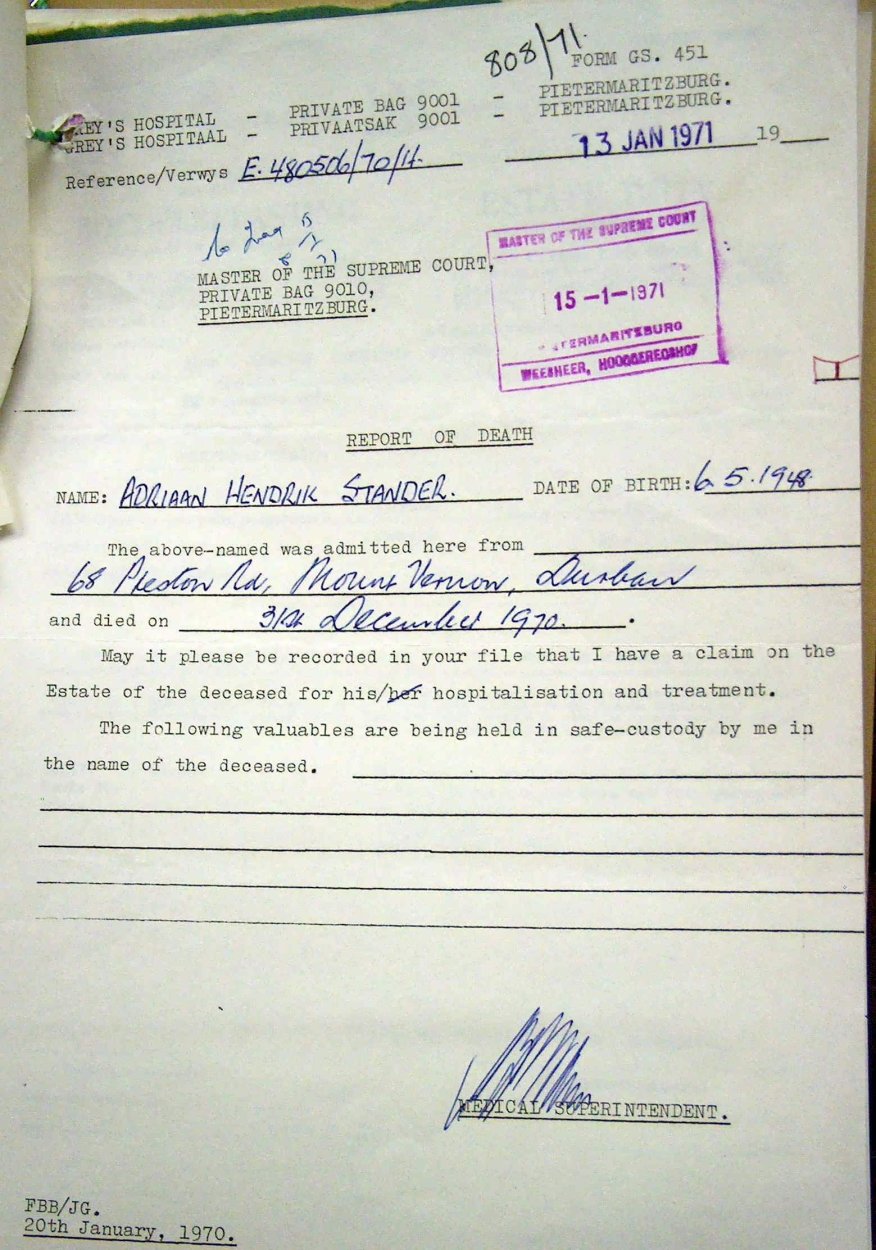 808/71.
FORM GS. 451
GREY'S HOSPITAL - PRIVATE BAG 9001 - PIETERMARITZBURG.
GREY'S HOSPITAAL - PRIVAATSAK 9001 - PIETERMARITZBURG.
13 JAN 1971 19
Reference/Verwys E.480506/70/H.
MASTER OF THE SUPREME COURT,
PRIVATE BAG 9010,
PIETERMARITZBURG.
MASTER OF THE SUPREME COURT
15-1-1971
WEESHEER, HOOGGEREGSHOF
REPORT OF DEATH
NAME: ADRIAAN HENDRIK STANDER. DATE OF BIRTH: 6.5.1948.
The above-named was admitted here from
68 Preston Rd, Mount Vernon, Durban
and died on 31st December 1970.
May it please be recorded in your file that I have a claim on the
Estate of the deceased for his/her hospitalisation and treatment.
The following valuables are being held in safe-custody by me in
the name of the deceased.
MEDICAL SUPERINTENDENT.
FBB/JG.
20th January, 1970.